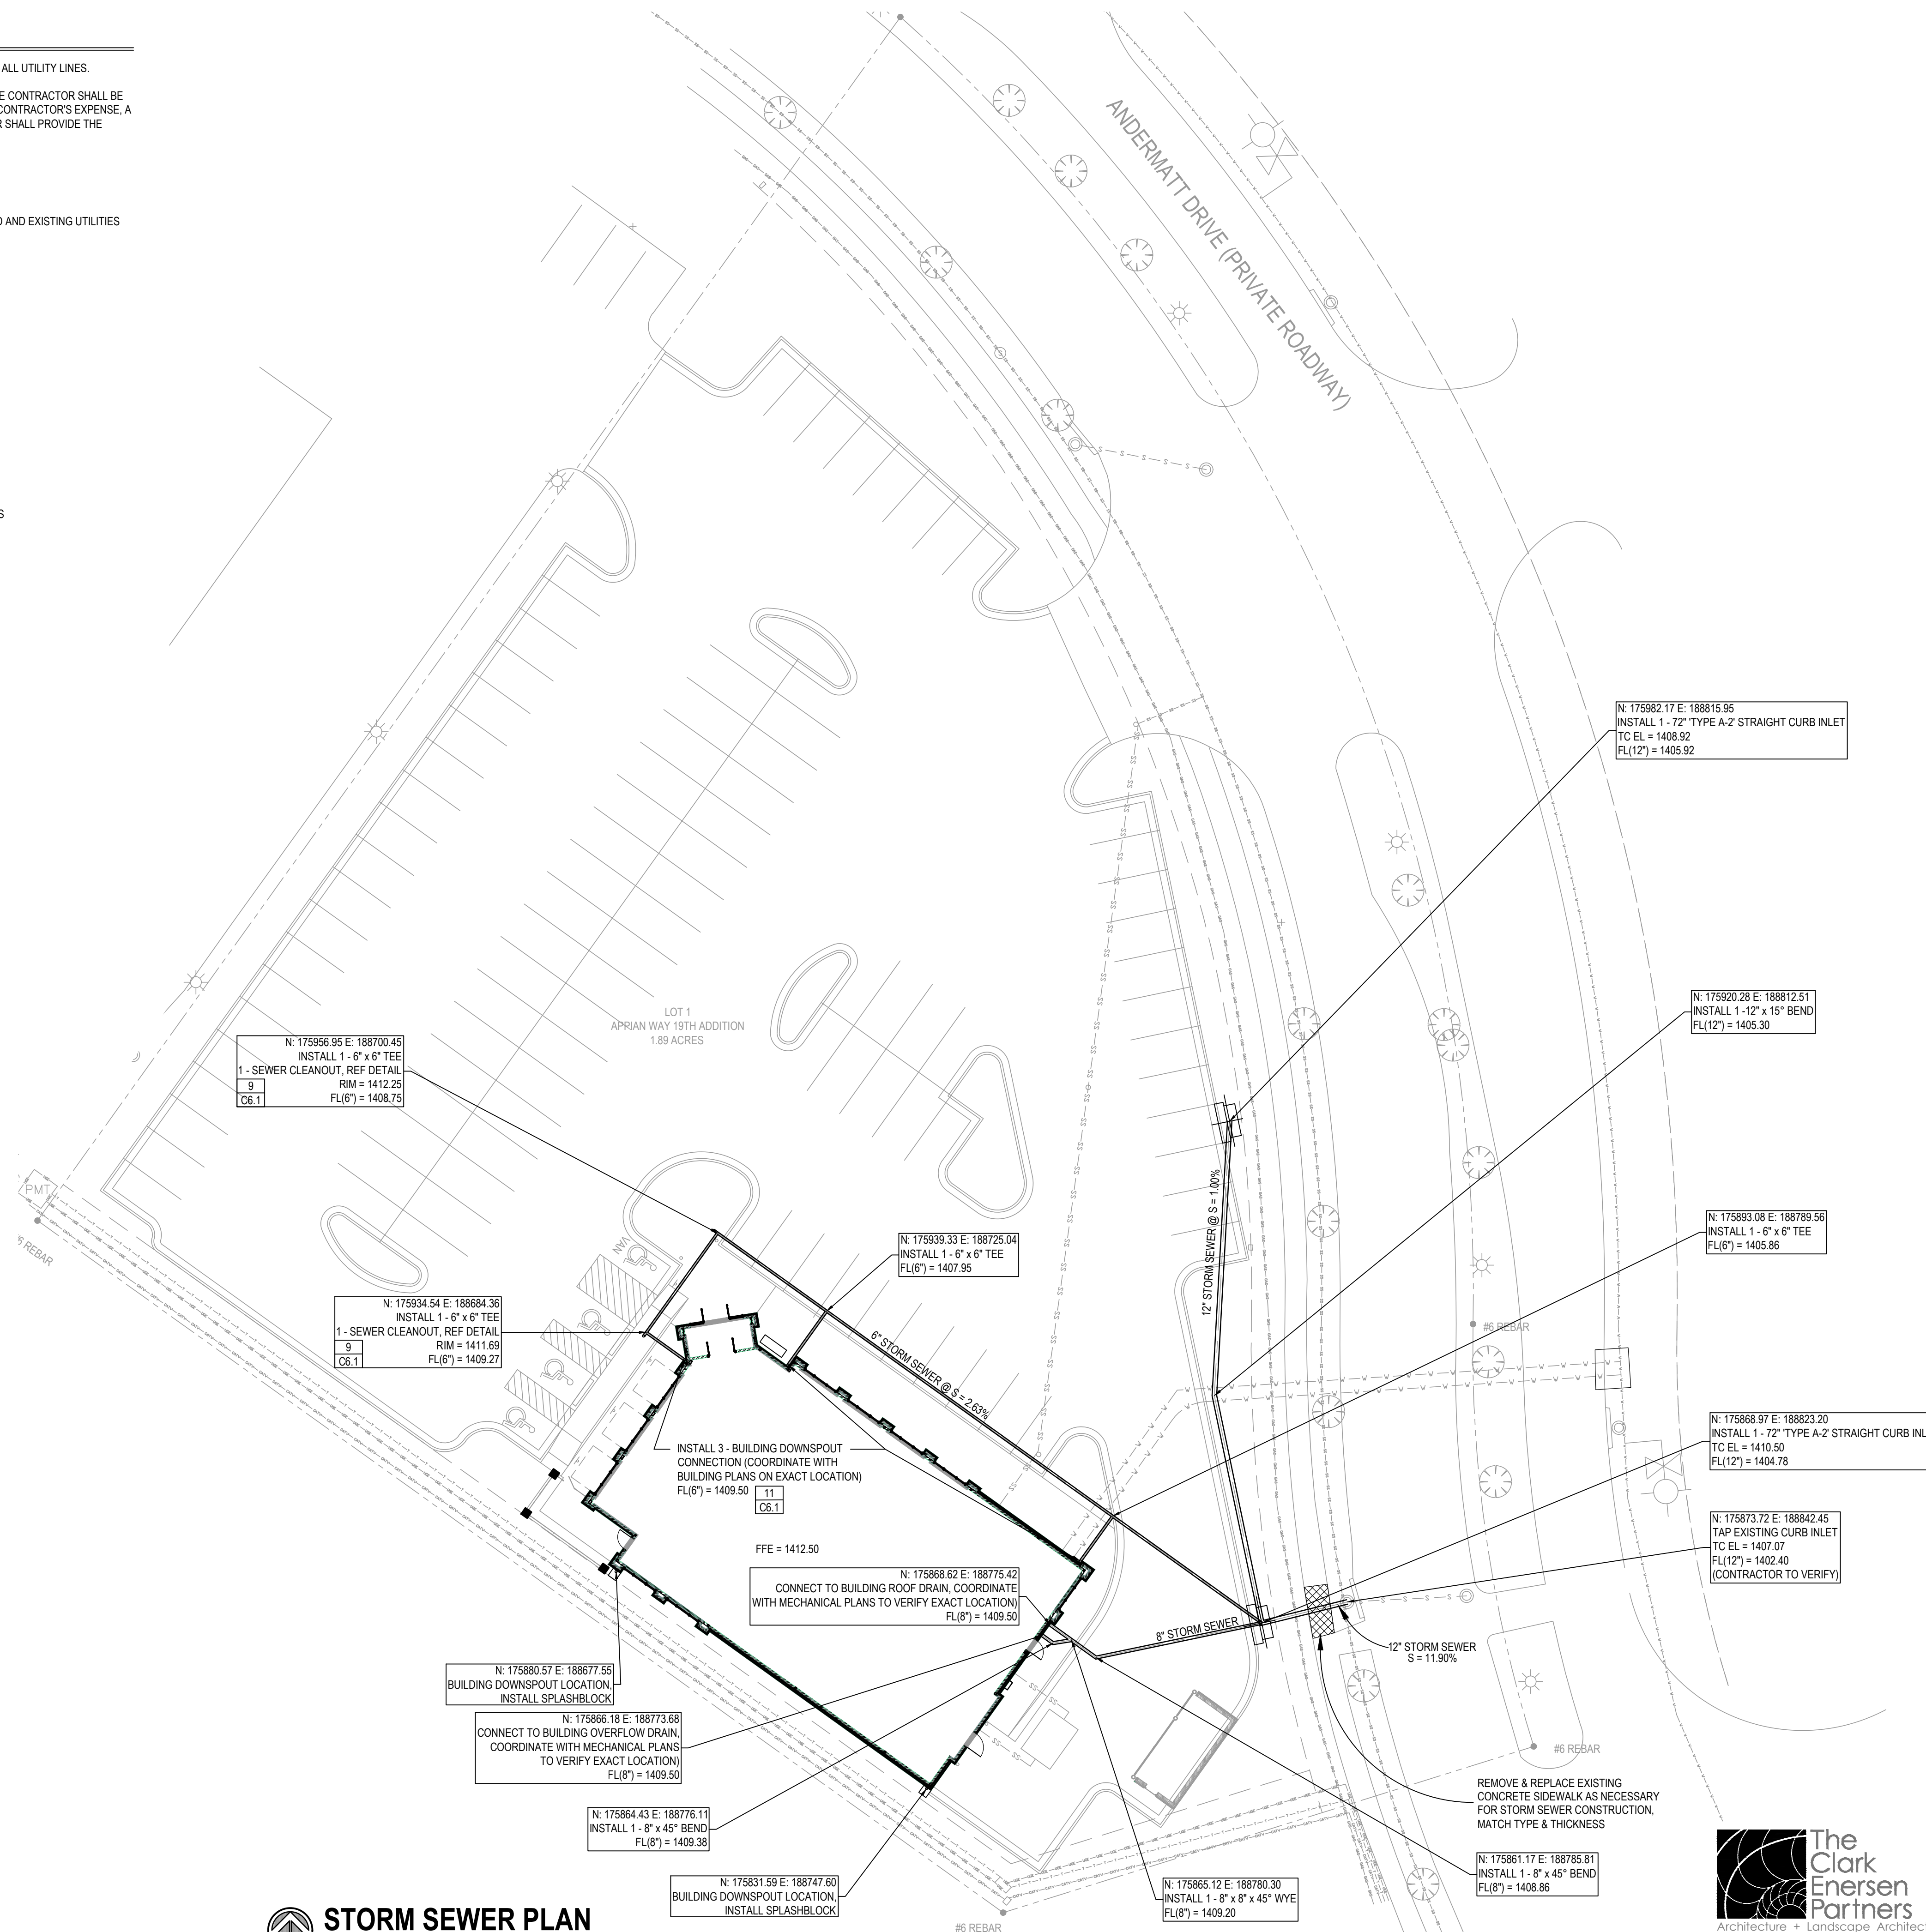 ALL UTILITY LINES.
E CONTRACTOR SHALL BE
CONTRACTOR'S EXPENSE, A
R SHALL PROVIDE THE
AND EXISTING UTILITIES
S
ANDERMATT DRIVE (PRIVATE ROADWAY)
N: 175982.17 E: 188815.95
INSTALL 1 - 72" 'TYPE A-2' STRAIGHT CURB INLET
TC EL = 1408.92
FL(12") = 1405.92
LOT 1
APPIAN WAY 19TH ADDITION
1.89 ACRES
N: 175920.28 E: 188812.51
INSTALL 1 -12" x 15° BEND
FL(12") = 1405.30
N: 175956.95 E: 188700.45
INSTALL 1 - 6" x 6" TEE
1 - SEWER CLEANOUT, REF DETAIL
9
C6.1
RIM = 1412.25
FL(6") = 1408.75
PMT
#6 REBAR
VAN
12" STORM SEWER @ S = 1.00%
N: 175893.08 E: 188789.56
INSTALL 1 - 6" x 6" TEE
FL(6") = 1405.86
N: 175939.33 E: 188725.04
INSTALL 1 - 6" x 6" TEE
FL(6") = 1407.95
N: 175934.54 E: 188684.36
INSTALL 1 - 6" x 6" TEE
1 - SEWER CLEANOUT, REF DETAIL
9
C6.1
RIM = 1411.69
FL(6") = 1409.27
6" STORM SEWER @ S = 2.63%
#6 REBAR
INSTALL 3 - BUILDING DOWNSPOUT
CONNECTION (COORDINATE WITH
BUILDING PLANS ON EXACT LOCATION)
FL(6") = 1409.50
11
C6.1
N: 175868.97 E: 188823.20
INSTALL 1 - 72" 'TYPE A-2' STRAIGHT CURB INL
TC EL = 1410.50
FL(12") = 1404.78
N: 175873.72 E: 188842.45
TAP EXISTING CURB INLET
TC EL = 1407.07
FL(12") = 1402.40
(CONTRACTOR TO VERIFY)
FFE = 1412.50
N: 175868.62 E: 188775.42
CONNECT TO BUILDING ROOF DRAIN, COORDINATE
WITH MECHANICAL PLANS TO VERIFY EXACT LOCATION)
FL(8") = 1409.50
8" STORM SEWER
12" STORM SEWER
S = 11.90%
N: 175880.57 E: 188677.55
BUILDING DOWNSPOUT LOCATION,
INSTALL SPLASHBLOCK
N: 175866.18 E: 188773.68
CONNECT TO BUILDING OVERFLOW DRAIN,
COORDINATE WITH MECHANICAL PLANS
TO VERIFY EXACT LOCATION)
FL(8") = 1409.50
#6 REBAR
REMOVE & REPLACE EXISTING
CONCRETE SIDEWALK AS NECESSARY
FOR STORM SEWER CONSTRUCTION,
MATCH TYPE & THICKNESS
N: 175864.43 E: 188776.11
INSTALL 1 - 8" x 45° BEND
FL(8") = 1409.38
N: 175861.17 E: 188785.81
INSTALL 1 - 8" x 45° BEND
FL(8") = 1408.86
N: 175831.59 E: 188747.60
BUILDING DOWNSPOUT LOCATION,
INSTALL SPLASHBLOCK
N: 175865.12 E: 188780.30
INSTALL 1 - 8" x 8" x 45° WYE
FL(8") = 1409.20
#6 REBAR
STORM SEWER PLAN
The
Clark
Enersen
Partners
Architecture + Landscape Architec